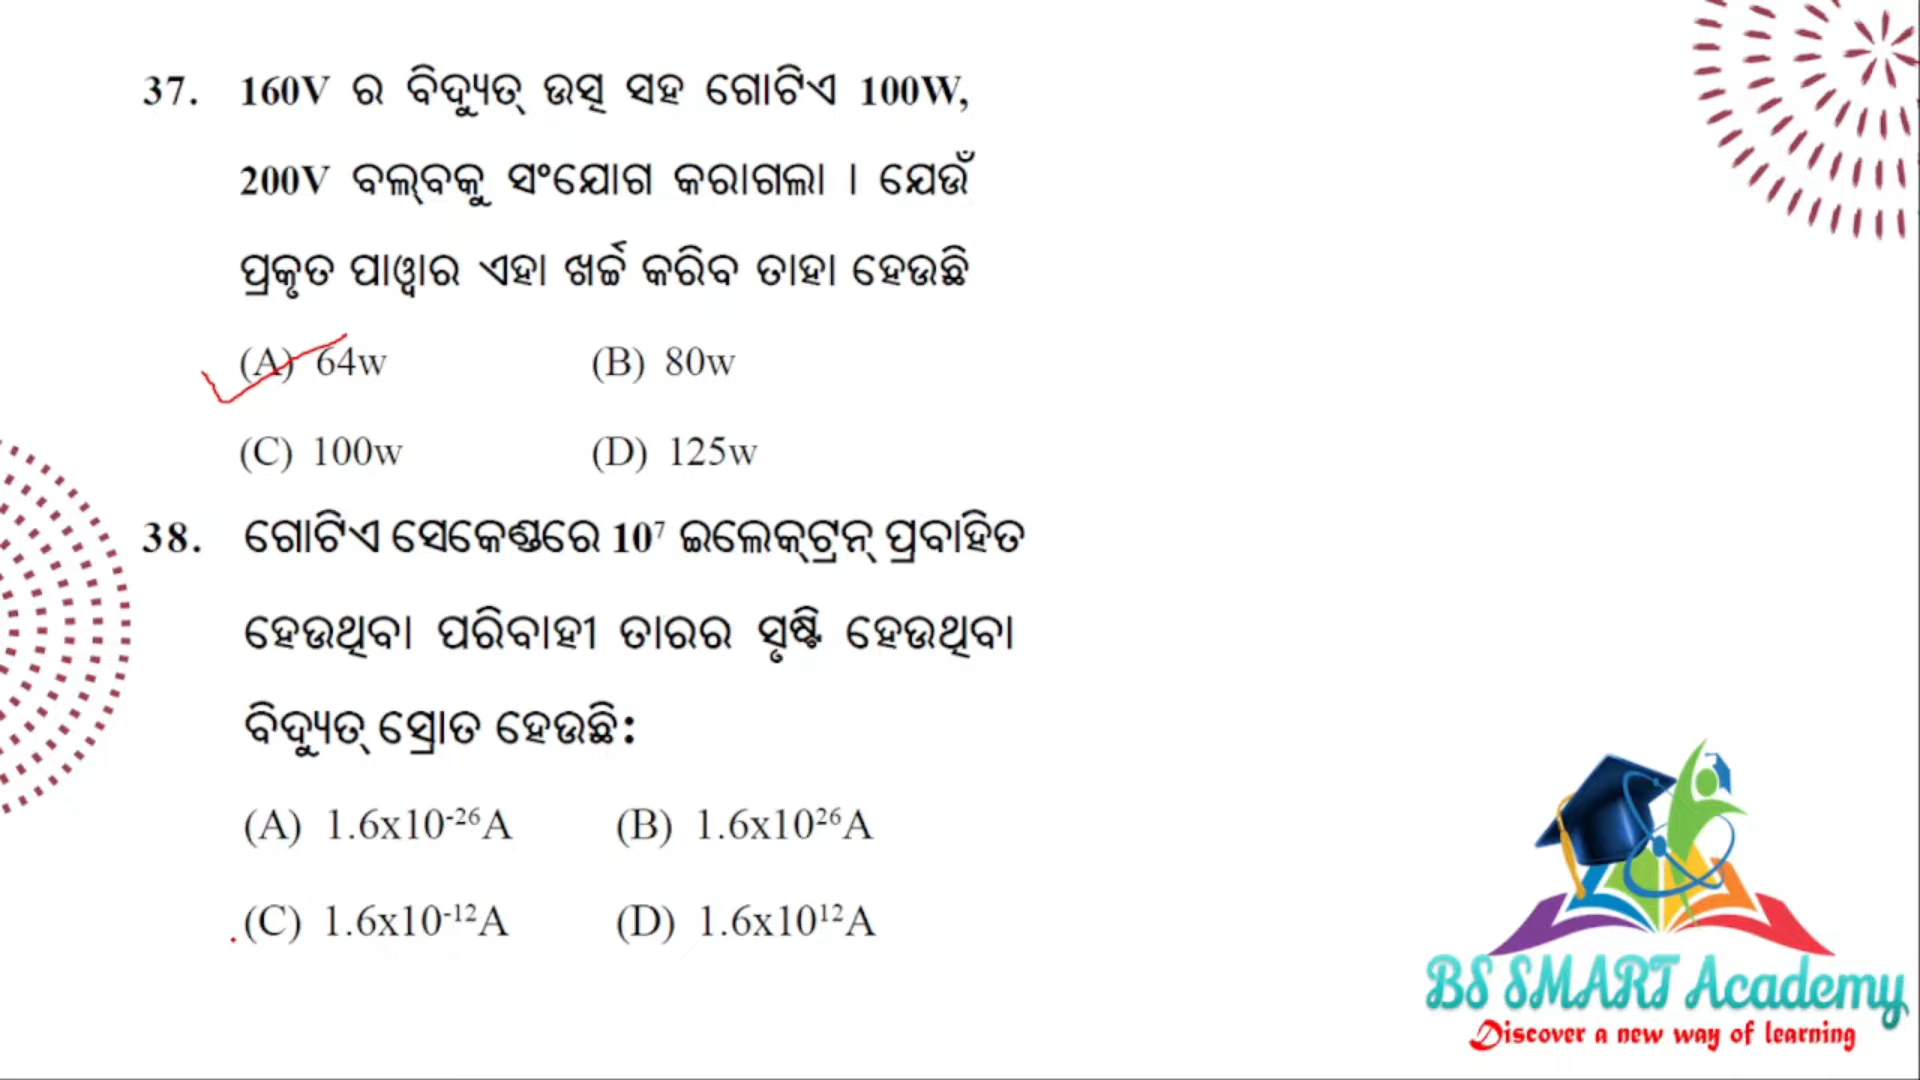 37. 160V ର ବିଦ୍ୟୁତ୍ ଉତ୍ସ ସହ ଗୋଟିଏ 100W,
200V ବଲ୍‌ବକୁ ସଂଯୋଗ କରାଗଲା । ଯେଉଁ
ପ୍ରକୃତ ପାୱାର ଏହା ଖର୍ଚ୍ଚ କରିବ ତାହା ହେଉଛି
(A) 64w (B) 80w
(C) 100w (D) 125w
38. ଗୋଟିଏ ସେକେଣ୍ଡରେ 10⁷ ଇଲେକ୍‌ଟ୍ରନ୍ ପ୍ରବାହିତ
ହେଉଥିବା ପରିବାହୀ ତାରର ସୃଷ୍ଟି ହେଉଥିବା
ବିଦ୍ୟୁତ୍ ସ୍ରୋତ ହେଉଛି:
(A) 1.6x10⁻²⁶A (B) 1.6x10²⁶A
(C) 1.6x10⁻¹²A (D) 1.6x10¹²A
BS SMART Academy
Discover a new way of learning